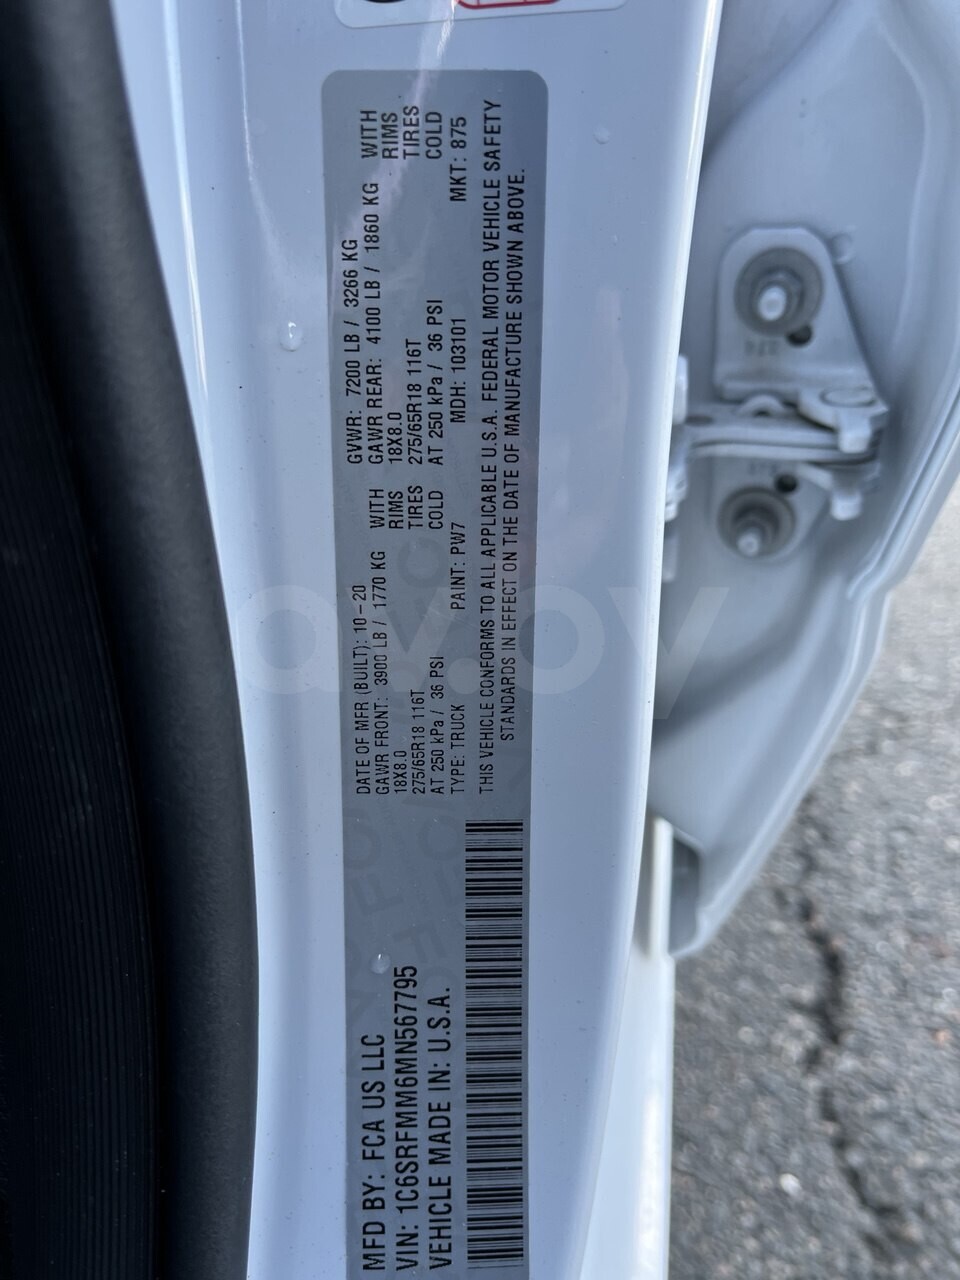 MFD BY: FCA US LLC
VIN: 1C6SRFMM6MN567795
VEHICLE MADE IN: U.S.A.
DATE OF MFR (BUILT): 10-20
GAWR FRONT: 3900 LB / 1770 KG WITH
18X8.0 RIMS
275/65R18 116T TIRES
AT 250 kPa / 36 PSI COLD
TYPE: TRUCK PAINT: PW7 MDH: 103101 MKT: 875
GVWR: 7200 LB / 3266 KG
GAWR REAR: 4100 LB / 1860 KG WITH
18X8.0 RIMS
275/65R18 116T TIRES
AT 250 kPa / 36 PSI COLD
THIS VEHICLE CONFORMS TO ALL APPLICABLE U.S.A. FEDERAL MOTOR VEHICLE SAFETY
STANDARDS IN EFFECT ON THE DATE OF MANUFACTURE SHOWN ABOVE.
av.by